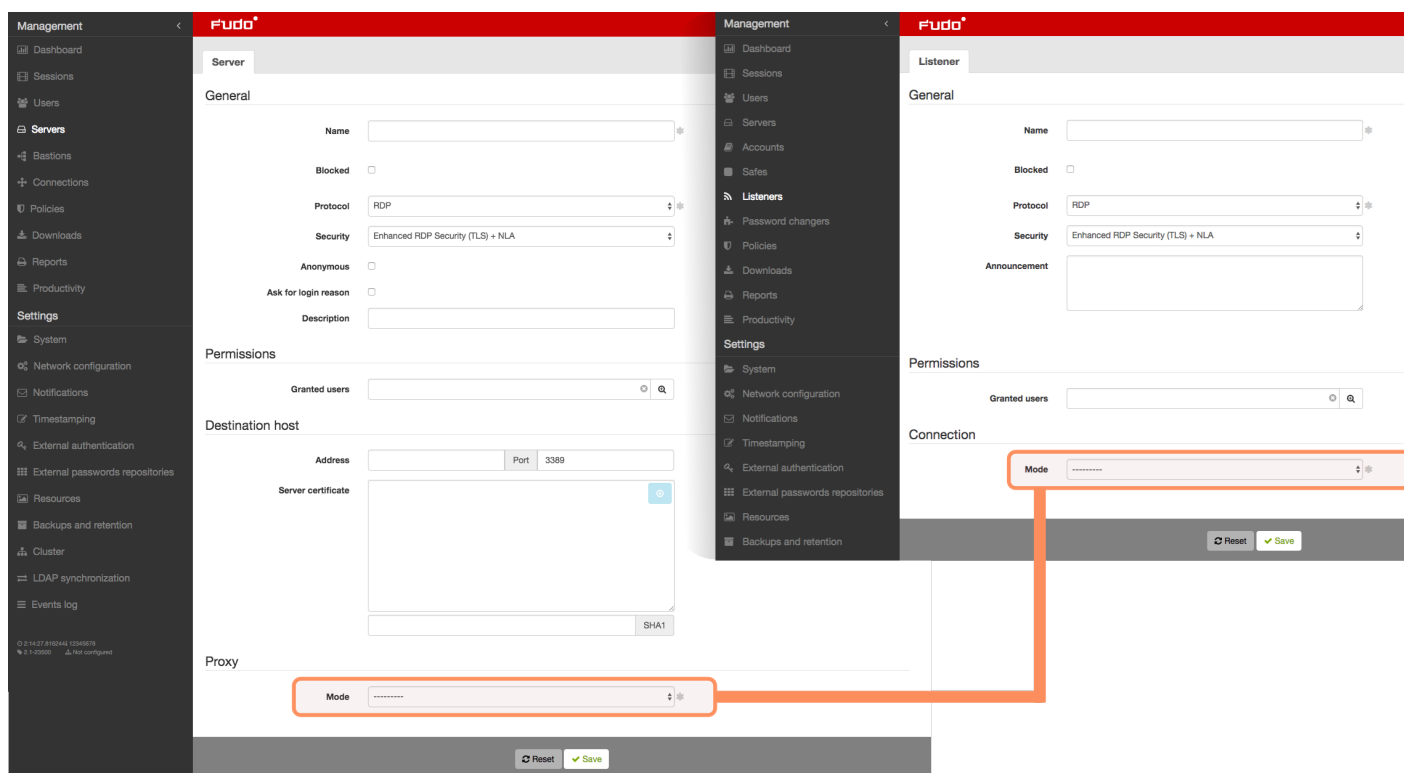 Management
Dashboard
Sessions
Users
Servers
Bastions
Connections
Policies
Downloads
Reports
Productivity
Settings
System
Network configuration
Notifications
Timestamping
External authentication
External passwords repositories
Resources
Backups and retention
Cluster
LDAP synchronization
Events log
2.1-23500 Not configured
FUDO
Server
General
Name
Blocked
Protocol RDP
Security Enhanced RDP Security (TLS) + NLA
Anonymous
Ask for login reason
Description
Permissions
Granted users
Destination host
Address Port 3389
Server certificate
SHA1
Proxy
Mode ---------
Reset Save
Management
Dashboard
Sessions
Users
Servers
Accounts
Safes
Listeners
Password changers
Policies
Downloads
Reports
Productivity
Settings
System
Network configuration
Notifications
Timestamping
External authentication
External passwords repositories
Resources
Backups and retention
FUDO
Listener
General
Name
Blocked
Protocol RDP
Security Enhanced RDP Security (TLS) + NLA
Announcement
Permissions
Granted users
Connection
Mode ---------
Reset Save